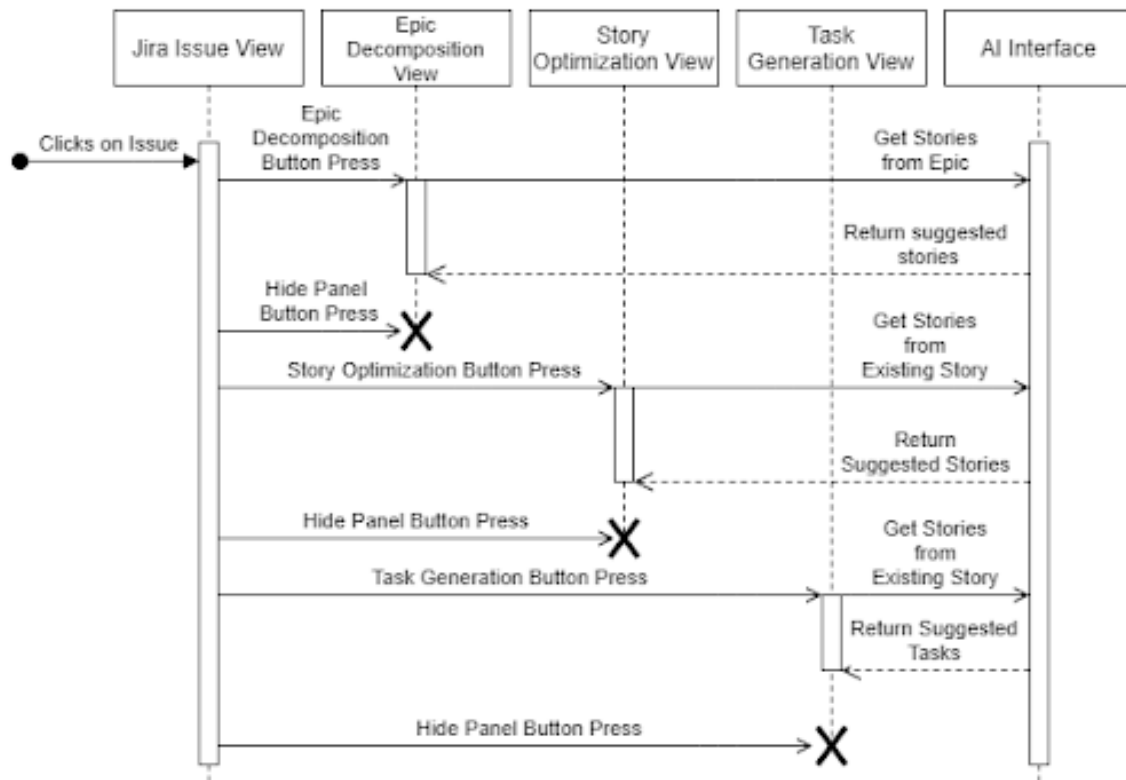 Jira Issue View
Epic
Decomposition
View
Story
Optimization View
Task
Generation View
AI Interface
Clicks on Issue
Epic
Decomposition
Button Press
Get Stories
from Epic
Return suggested
stories
Hide Panel
Button Press
Get Stories
from
Existing Story
Story Optimization Button Press
Return
Suggested Stories
Hide Panel Button Press
Get Stories
from
Existing Story
Task Generation Button Press
Return Suggested
Tasks
Hide Panel Button Press